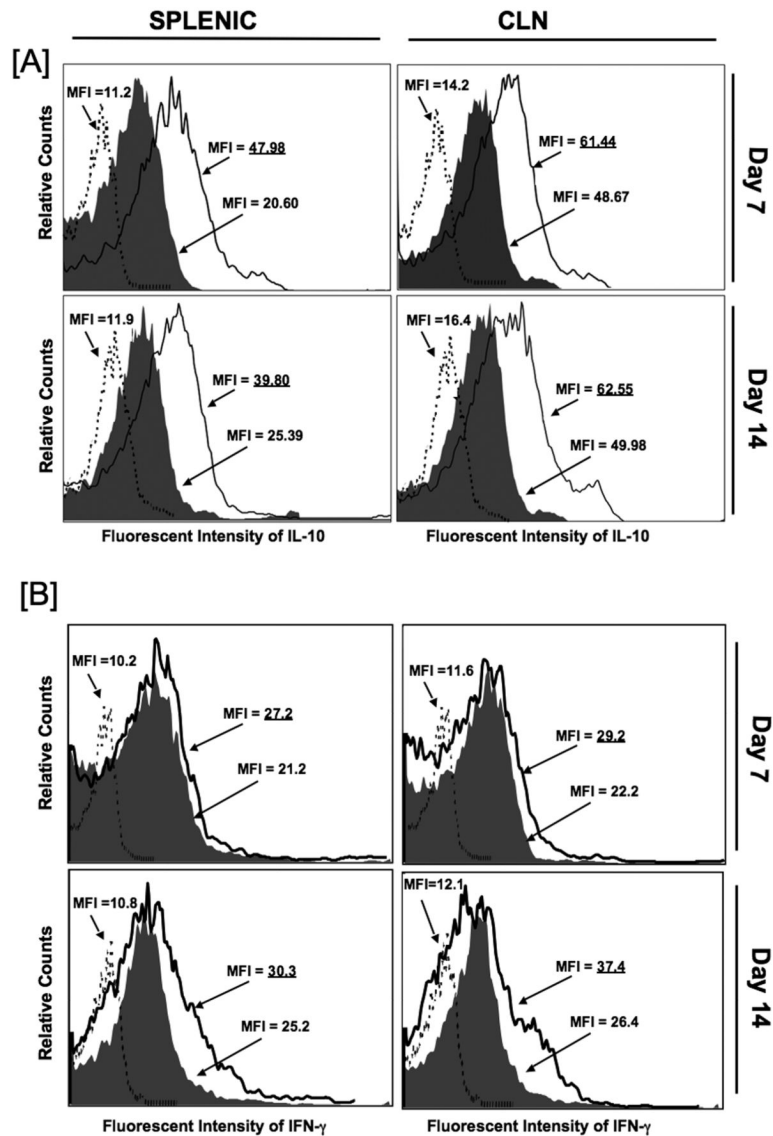 SPLENIC CLN
[A]
MFI =11.2
MFI = 47.98
MFI = 20.60
Relative Counts
MFI =14.2
MFI = 61.44
MFI = 48.67
Day 7
MFI =11.9
MFI = 39.80
MFI = 25.39
Relative Counts
MFI =16.4
MFI = 62.55
MFI = 49.98
Day 14
Fluorescent Intensity of IL-10 Fluorescent Intensity of IL-10
[B]
MFI =10.2
MFI = 27.2
MFI = 21.2
Relative Counts
MFI =11.6
MFI = 29.2
MFI = 22.2
Day 7
MFI =10.8
MFI = 30.3
MFI = 25.2
Relative Counts
MFI=12.1
MFI = 37.4
MFI = 26.4
Day 14
Fluorescent Intensity of IFN-γ Fluorescent Intensity of IFN-γ